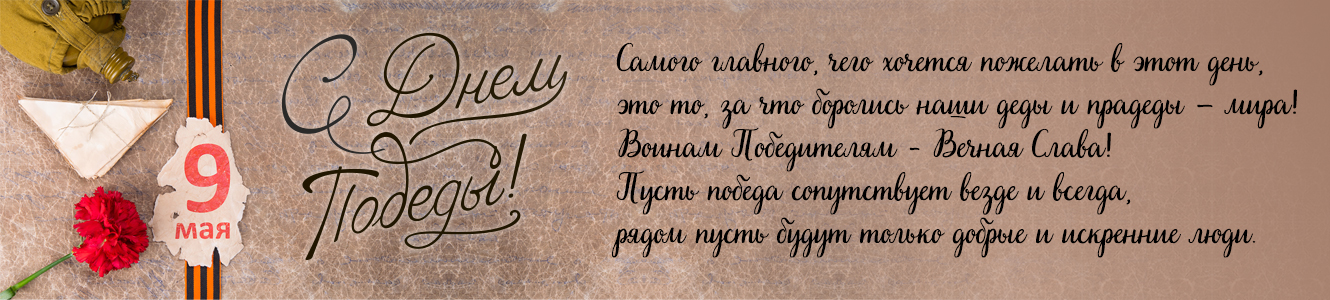 9
мая
С Днем
Победы!
Самого главного, чего хочется пожелать в этот день,
это то, за что боролись наши деды и прадеды – мира!
Воинам Победителям - Вечная Слава!
Пусть победа сопутствует везде и всегда,
рядом пусть будут только добрые и искренние люди.